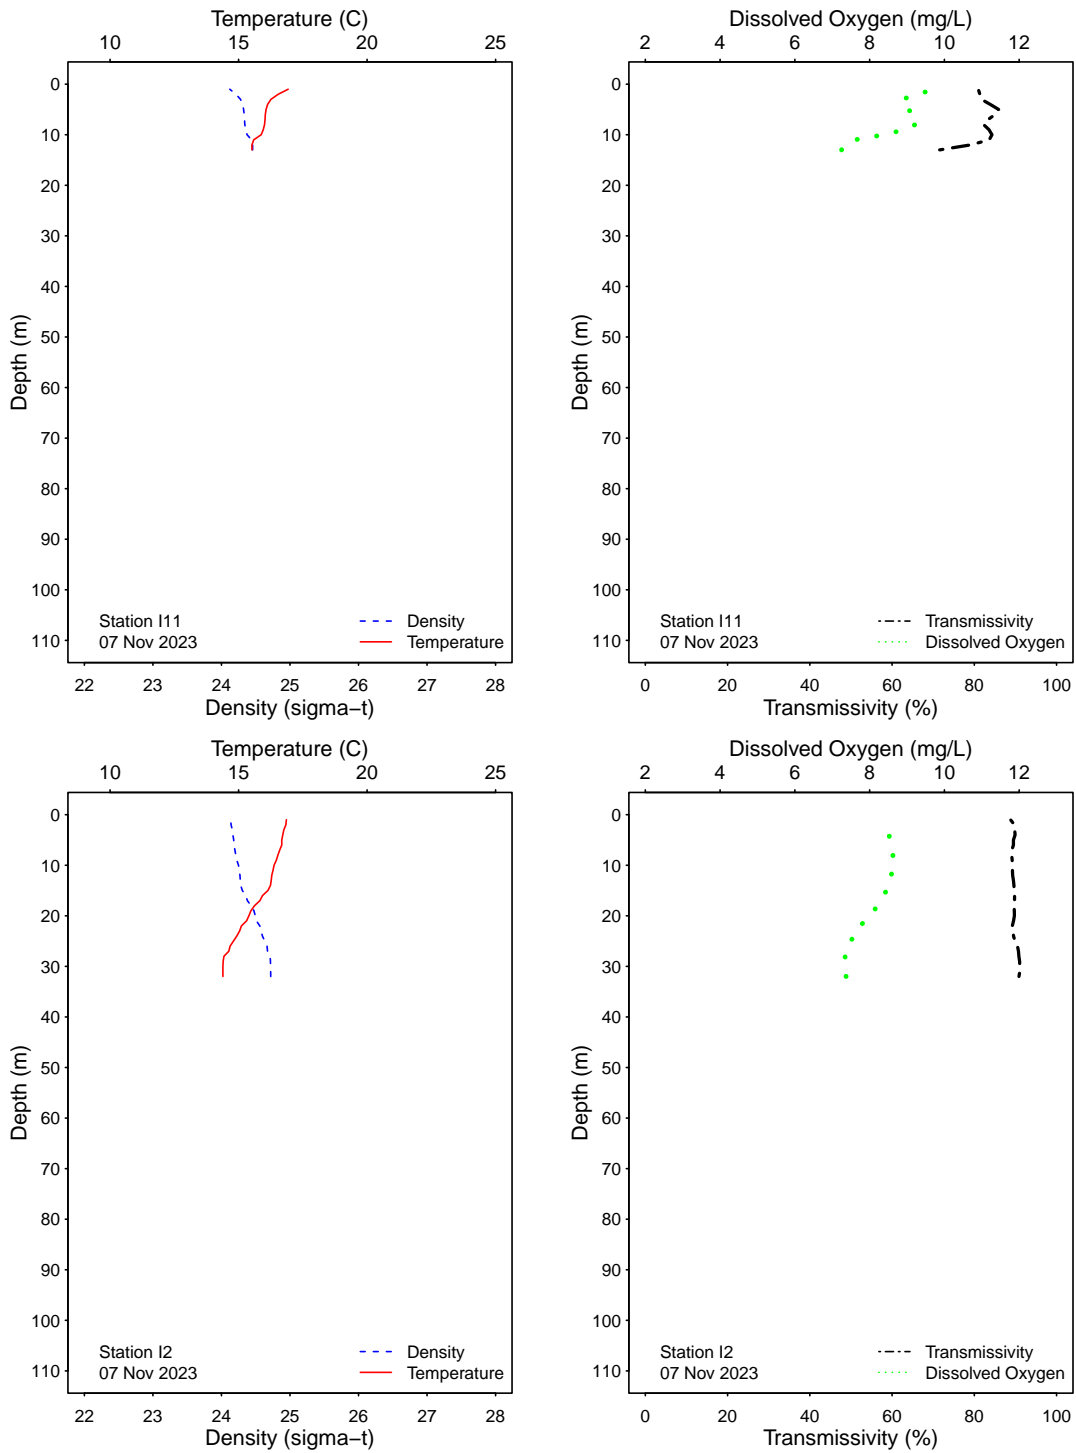 Temperature (C)
10 15 20 25
0
10
20
30
40
50
60
70
80
90
100
110
Depth (m)
Station I11
07 Nov 2023
Density
Temperature
22 23 24 25 26 27 28
Density (sigma−t)
Dissolved Oxygen (mg/L)
2 4 6 8 10 12
0
10
20
30
40
50
60
70
80
90
100
110
Depth (m)
Station I11
07 Nov 2023
Transmissivity
Dissolved Oxygen
0 20 40 60 80 100
Transmissivity (%)
Temperature (C)
10 15 20 25
0
10
20
30
40
50
60
70
80
90
100
110
Depth (m)
Station I2
07 Nov 2023
Density
Temperature
22 23 24 25 26 27 28
Density (sigma−t)
Dissolved Oxygen (mg/L)
2 4 6 8 10 12
0
10
20
30
40
50
60
70
80
90
100
110
Depth (m)
Station I2
07 Nov 2023
Transmissivity
Dissolved Oxygen
0 20 40 60 80 100
Transmissivity (%)